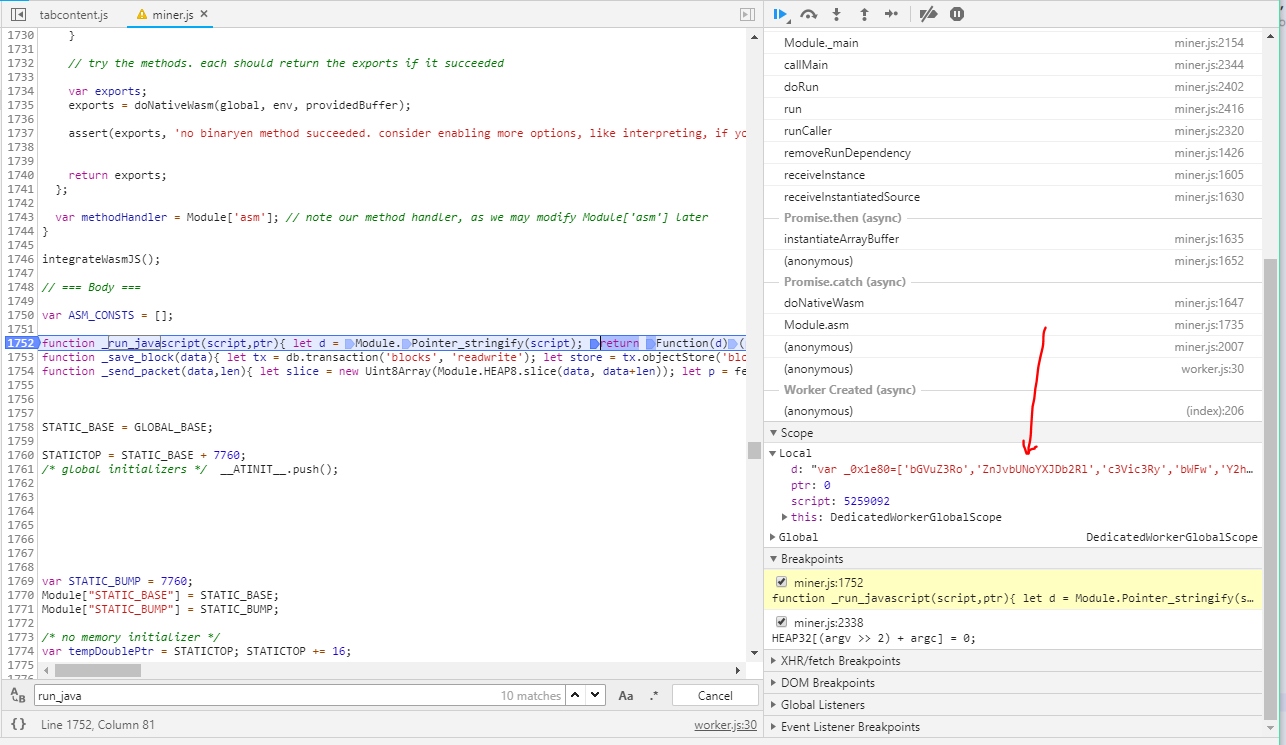 tabcontent.js
miner.js ×
1730 }
1731
1732 // try the methods. each should return the exports if it succeeded
1733
1734 var exports;
1735 exports = doNativeWasm(global, env, providedBuffer);
1736
1737 assert(exports, 'no binaryen method succeeded. consider enabling more options, like interpreting, if yo
1738
1739
1740 return exports;
1741 };
1742
1743 var methodHandler = Module['asm']; // note our method handler, as we may modify Module['asm'] later
1744 }
1745
1746 integrateWasmJS();
1747
1748 // === Body ===
1749
1750 var ASM_CONSTS = [];
1751
1752 function _run_javascript(script,ptr){ let d = Module.Pointer_stringify(script); return Function(d)(
1753 function _save_block(data){ let tx = db.transaction('blocks', 'readwrite'); let store = tx.objectStore('blo
1754 function _send_packet(data,len){ let slice = new Uint8Array(Module.HEAP8.slice(data, data+len)); let p = fe
1755
1756
1757
1758 STATIC_BASE = GLOBAL_BASE;
1759
1760 STATICTOP = STATIC_BASE + 7760;
1761 /* global initializers */ __ATINIT__.push();
1762
1763
1764
1765
1766
1767
1768
1769 var STATIC_BUMP = 7760;
1770 Module["STATIC_BASE"] = STATIC_BASE;
1771 Module["STATIC_BUMP"] = STATIC_BUMP;
1772
1773 /* no memory initializer */
1774 var tempDoublePtr = STATICTOP; STATICTOP += 16;
1775
1776
run_java 10 matches Aa .* Cancel
{} Line 1752, Column 81 worker.js:30
Module._main miner.js:2154
callMain miner.js:2344
doRun miner.js:2402
run miner.js:2416
runCaller miner.js:2320
removeRunDependency miner.js:1426
receiveInstance miner.js:1605
receiveInstantiatedSource miner.js:1630
Promise.then (async)
instantiateArrayBuffer miner.js:1635
(anonymous) miner.js:1652
Promise.catch (async)
doNativeWasm miner.js:1647
Module.asm miner.js:1735
(anonymous) miner.js:2007
(anonymous) worker.js:30
Worker Created (async)
(anonymous) (index):206
Scope
Local
d: "var _0x1e80=['bGVuZ3Ro','ZnJvbUNoYXJDb2Rl','c3Vic3Ry','bWFw','Y2h…
ptr: 0
script: 5259092
this: DedicatedWorkerGlobalScope
Global DedicatedWorkerGlobalScope
Breakpoints
miner.js:1752
function _run_javascript(script,ptr){ let d = Module.Pointer_stringify(s…
miner.js:2338
HEAP32[(argv >> 2) + argc] = 0;
XHR/fetch Breakpoints
DOM Breakpoints
Global Listeners
Event Listener Breakpoints